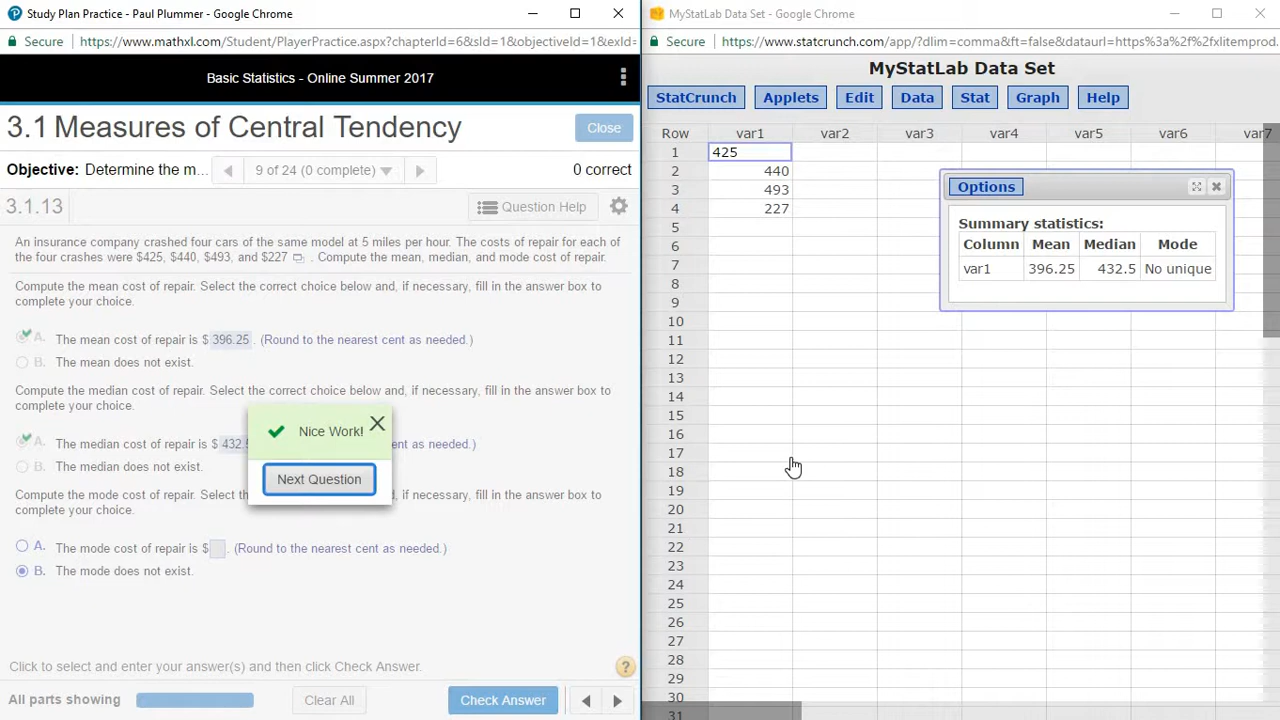 Study Plan Practice - Paul Plummer - Google Chrome
Secure
https://www.mathxl.com/Student/PlayerPractice.aspx?chapterId=6&sId=1&objectiveId=1&exId=
Basic Statistics - Online Summer 2017
3.1 Measures of Central Tendency
Close
Objective: Determine the m...
9 of 24 (0 complete)
0 correct
3.1.13
Question Help
An insurance company crashed four cars of the same model at 5 miles per hour. The costs of repair for each of
the four crashes were $425, $440, $493, and $227 . Compute the mean, median, and mode cost of repair.
Compute the mean cost of repair. Select the correct choice below and, if necessary, fill in the answer box to
complete your choice.
A. The mean cost of repair is $ 396.25 . (Round to the nearest cent as needed.)
B. The mean does not exist.
Compute the median cost of repair. Select the correct choice below and, if necessary, fill in the answer box to
complete your choice.
A. The median cost of repair is $ 432.5 ent as needed.)
B. The median does not exist.
Compute the mode cost of repair. Select th d, if necessary, fill in the answer box to
complete your choice.
A. The mode cost of repair is $ . (Round to the nearest cent as needed.)
B. The mode does not exist.
Nice Work!
Next Question
Click to select and enter your answer(s) and then click Check Answer.
?
All parts showing
Clear All
Check Answer
MyStatLab Data Set - Google Chrome
Secure
https://www.statcrunch.com/app/?dlim=comma&ft=false&dataurl=https%3a%2f%2fxlitemprod.
MyStatLab Data Set
StatCrunch Applets Edit Data Stat Graph Help
Row var1 var2 var3 var4 var5 var6 var7
1 425
2 440
3 493
4 227
5
6
7
8
9
10
11
12
13
14
15
16
17
18
19
20
21
22
23
24
25
26
27
28
29
30
31
Options
Summary statistics:
Column Mean Median Mode
var1 396.25 432.5 No unique